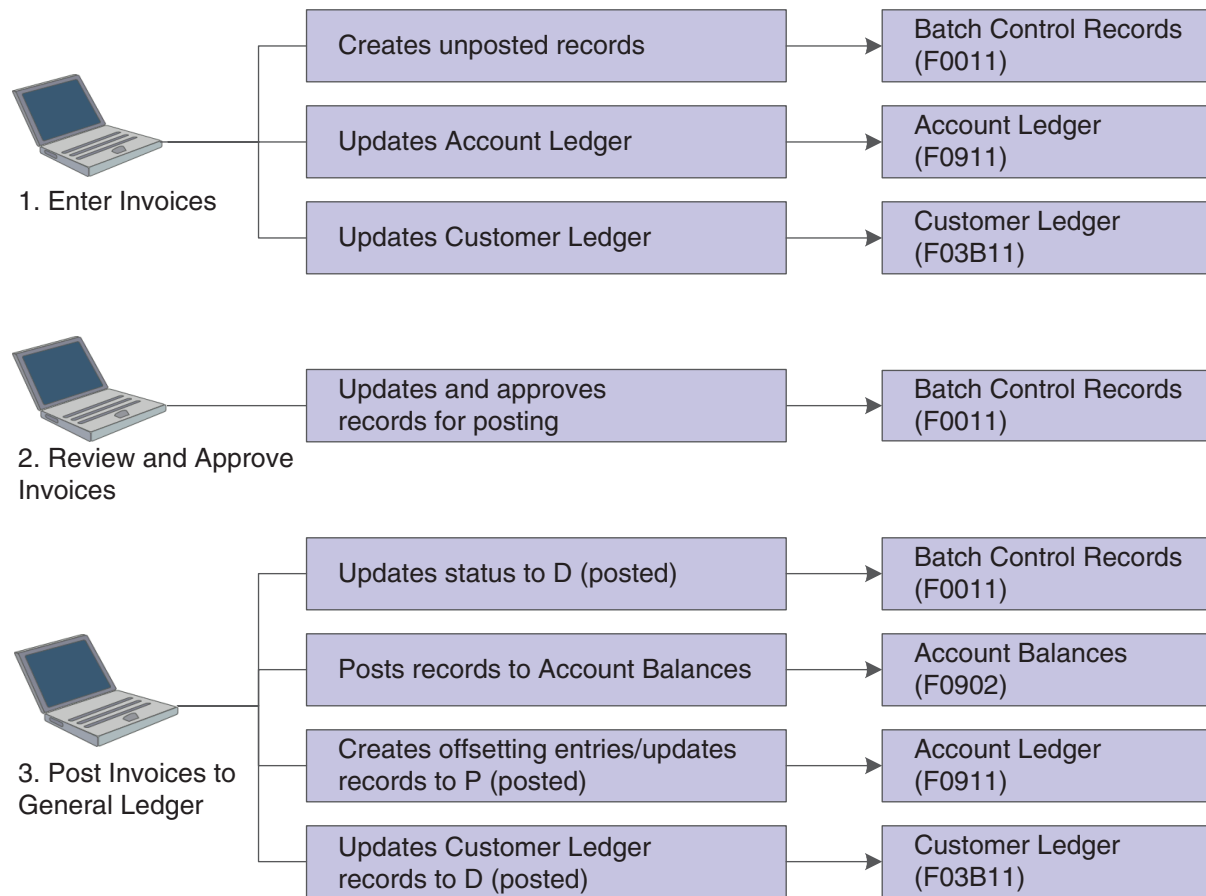 Creates unposted records
Batch Control Records
(F0011)
Updates Account Ledger
Account Ledger
(F0911)
1. Enter Invoices
Updates Customer Ledger
Customer Ledger
(F03B11)
Updates and approves
records for posting
Batch Control Records
(F0011)
2. Review and Approve
Invoices
Updates status to D (posted)
Batch Control Records
(F0011)
Posts records to Account Balances
Account Balances
(F0902)
3. Post Invoices to
General Ledger
Creates offsetting entries/updates
records to P (posted)
Account Ledger
(F0911)
Updates Customer Ledger
records to D (posted)
Customer Ledger
(F03B11)